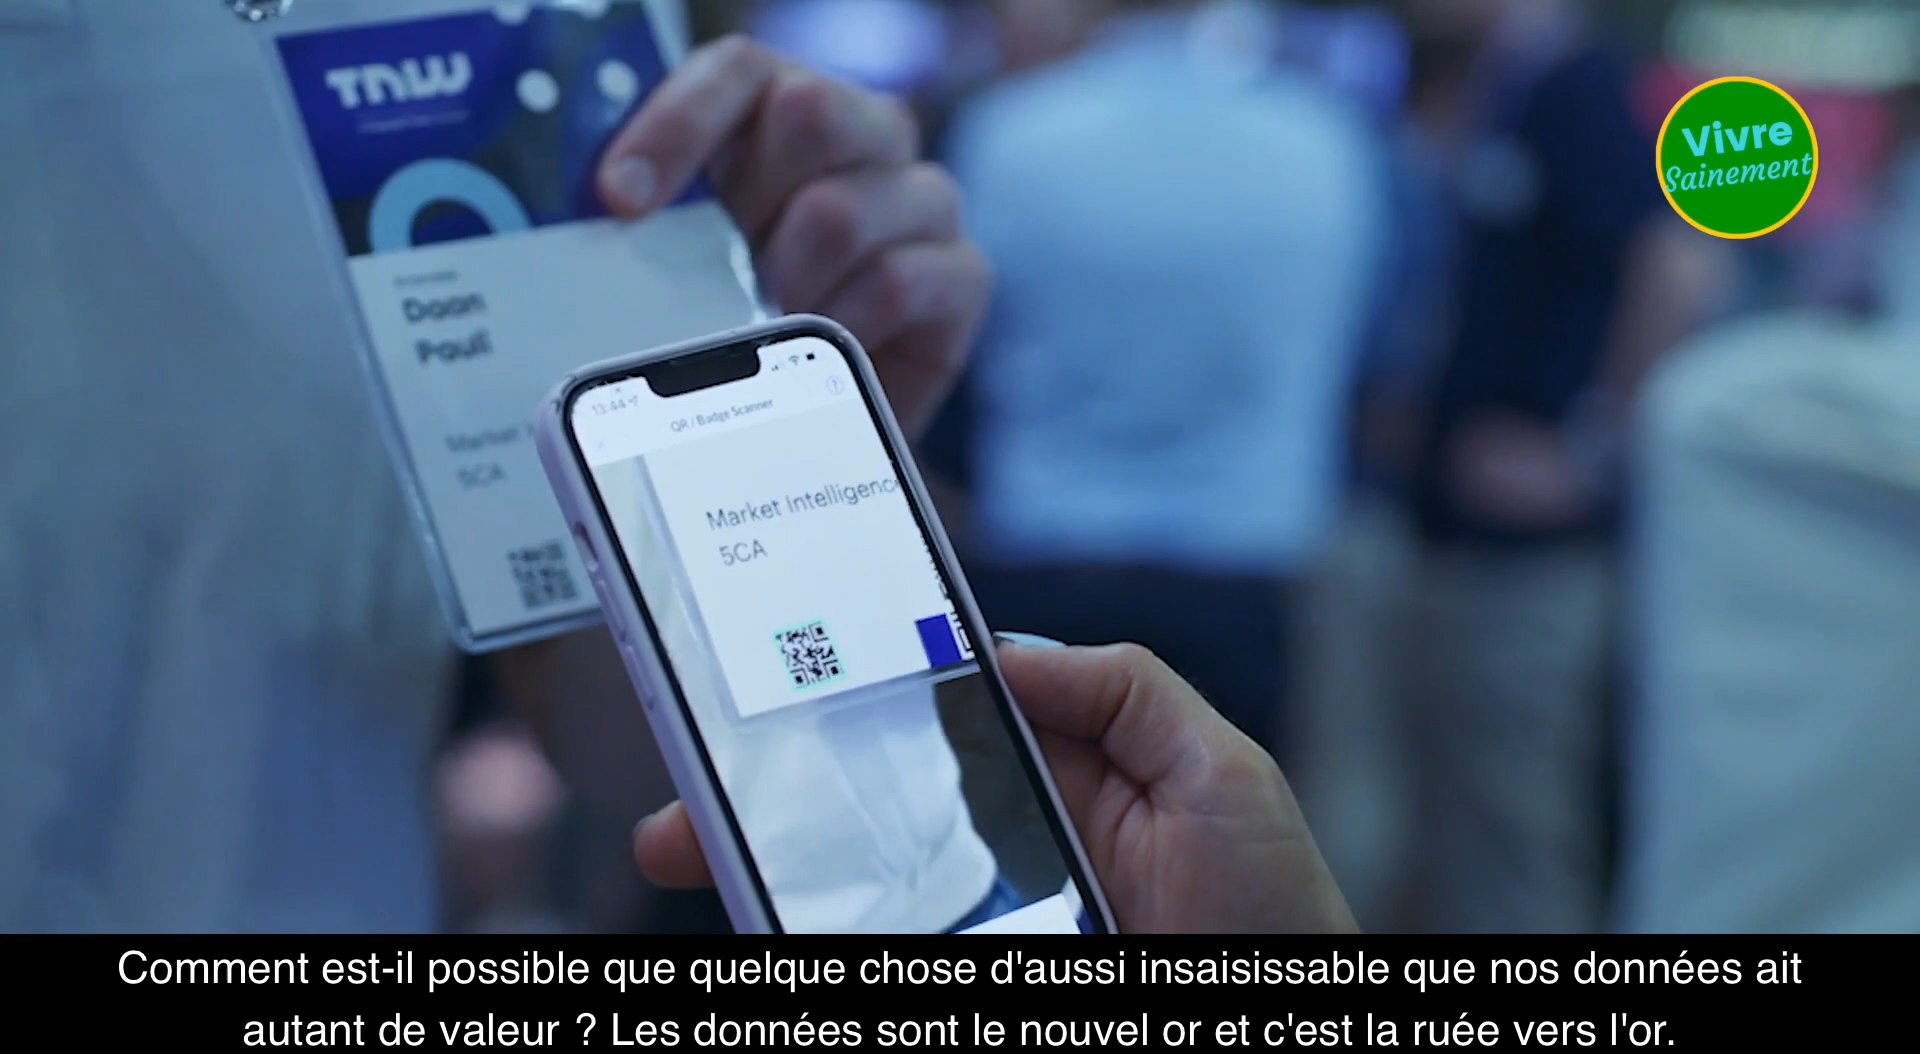 TNW
Daan
Pauli
Market
5CA
13:44
QR / Badge Scanner
Market Intelligence
5CA
Vivre
Sainement
Comment est-il possible que quelque chose d'aussi insaisissable que nos données ait
autant de valeur ? Les données sont le nouvel or et c'est la ruée vers l'or.